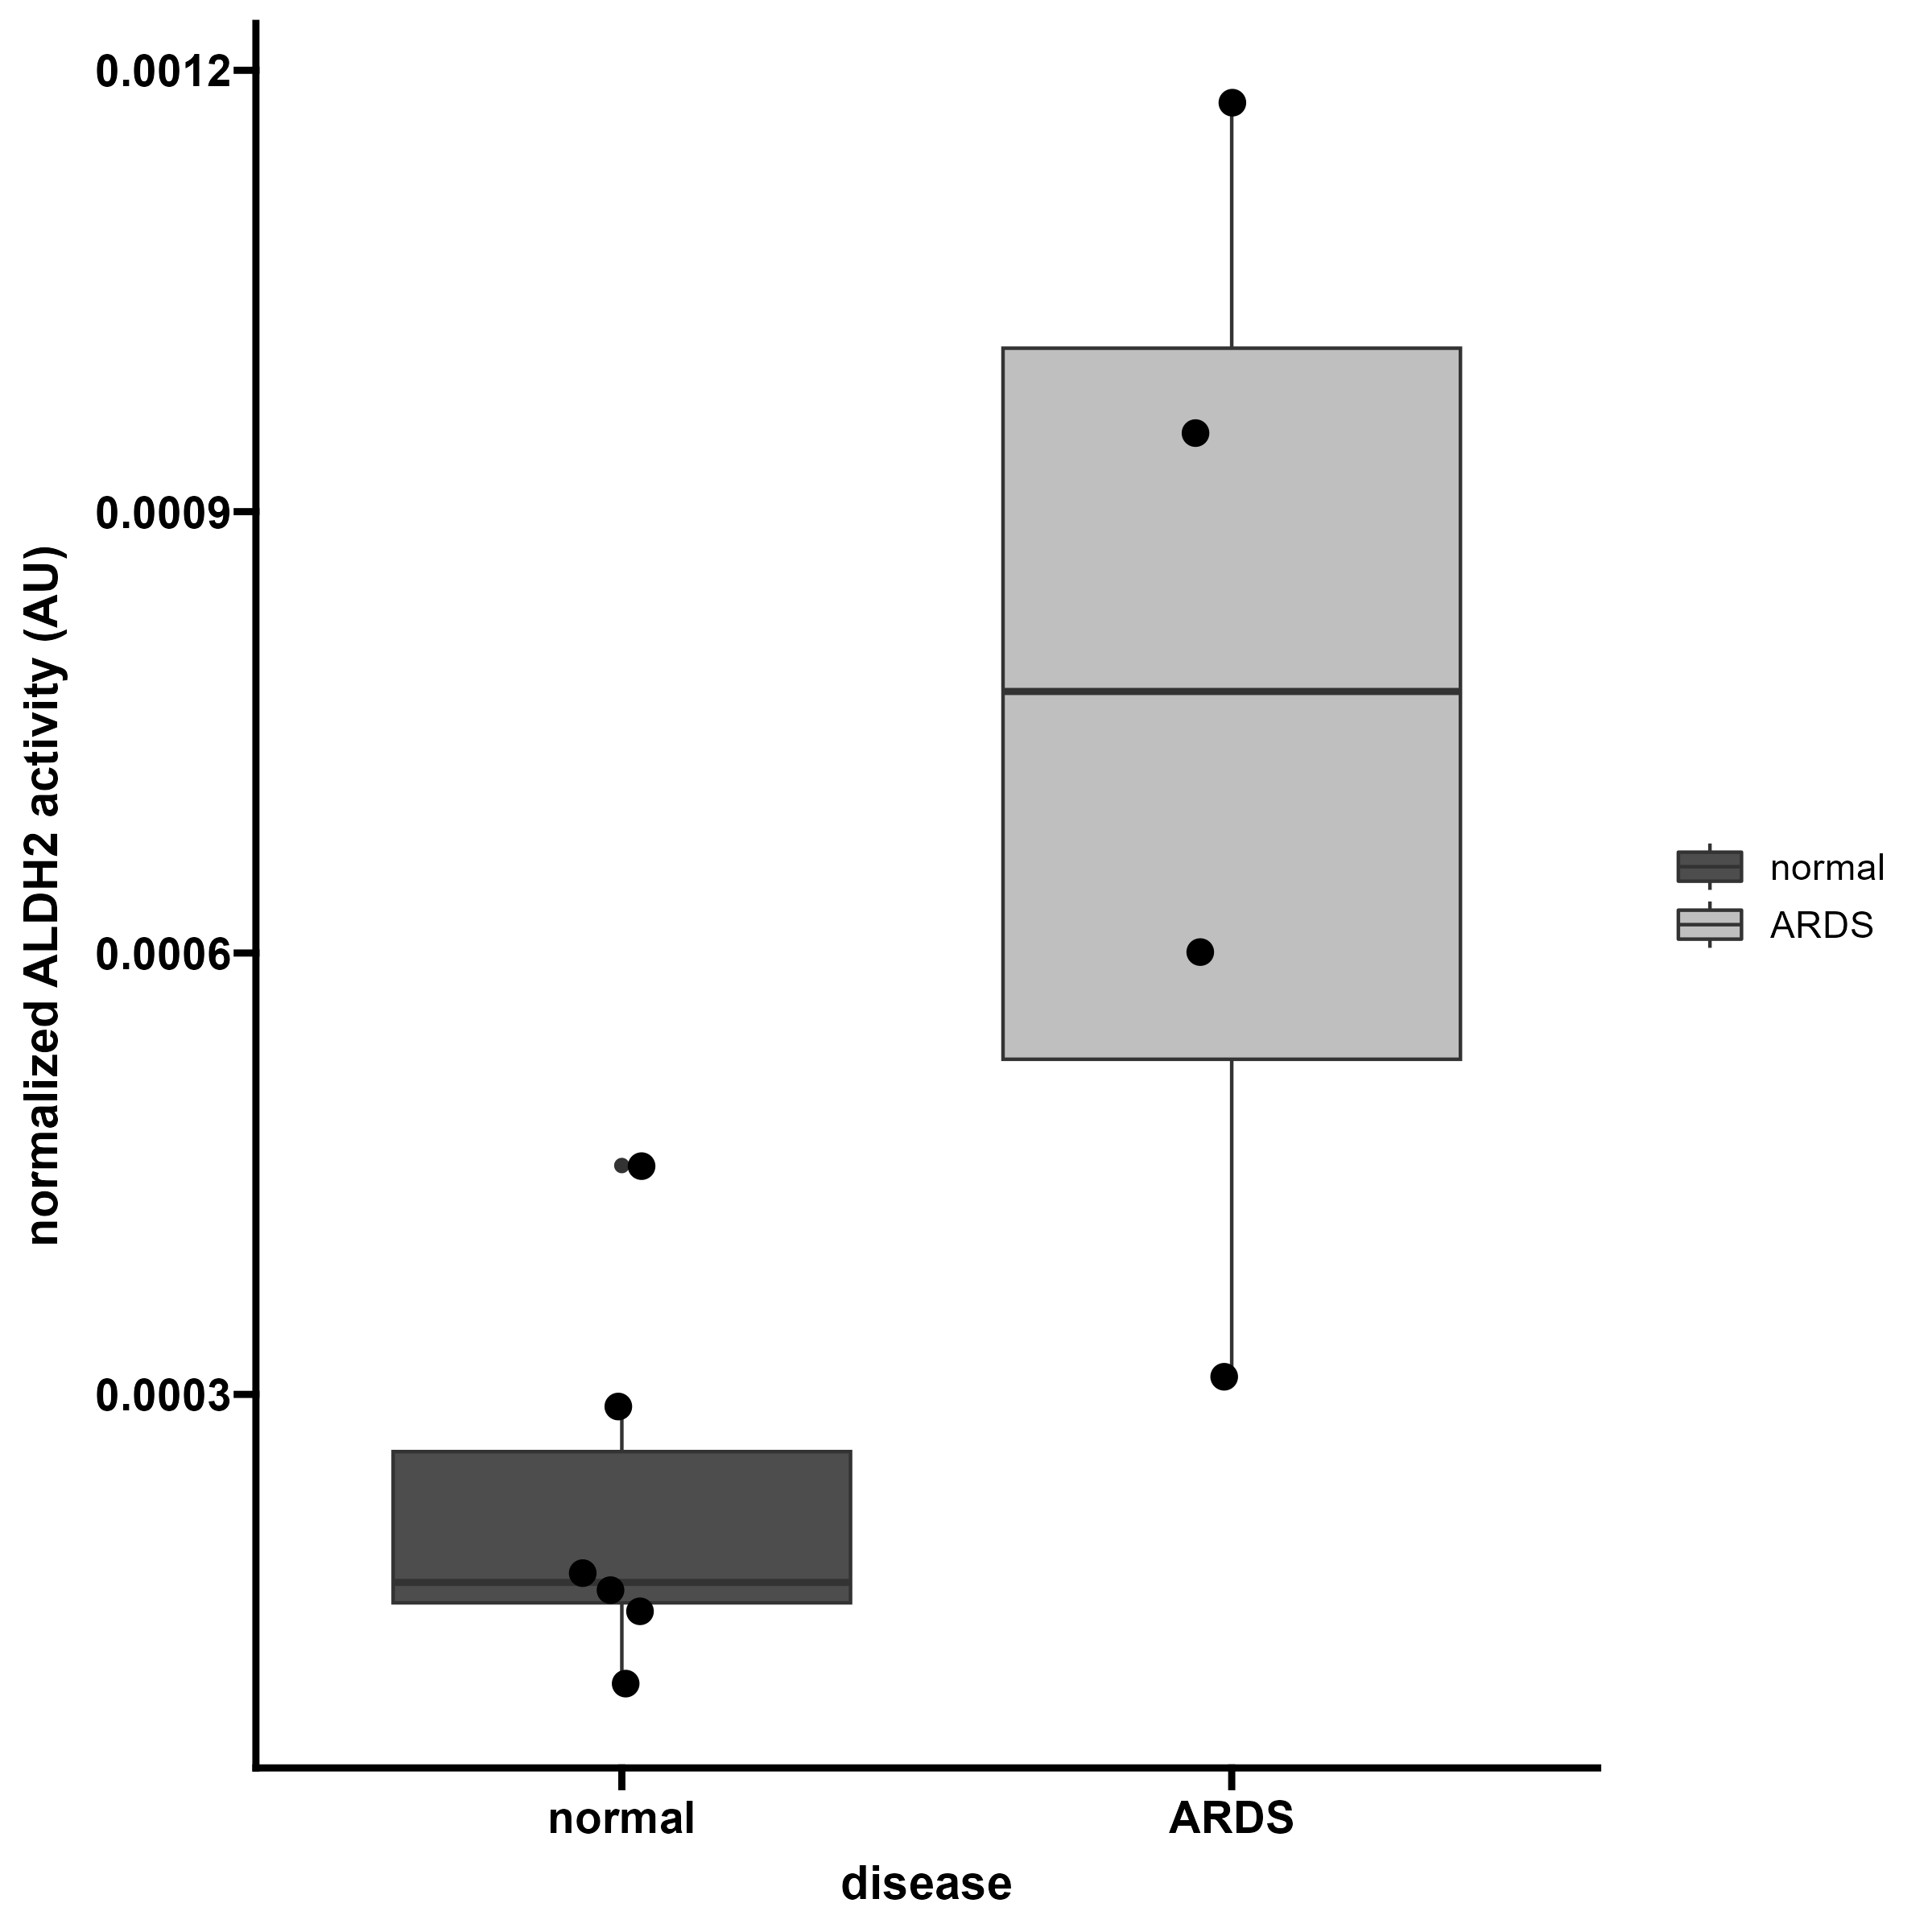 normalized ALDH2 activity (AU)
0.0012
0.0009
0.0006
0.0003
normal
ARDS
disease
normal
ARDS